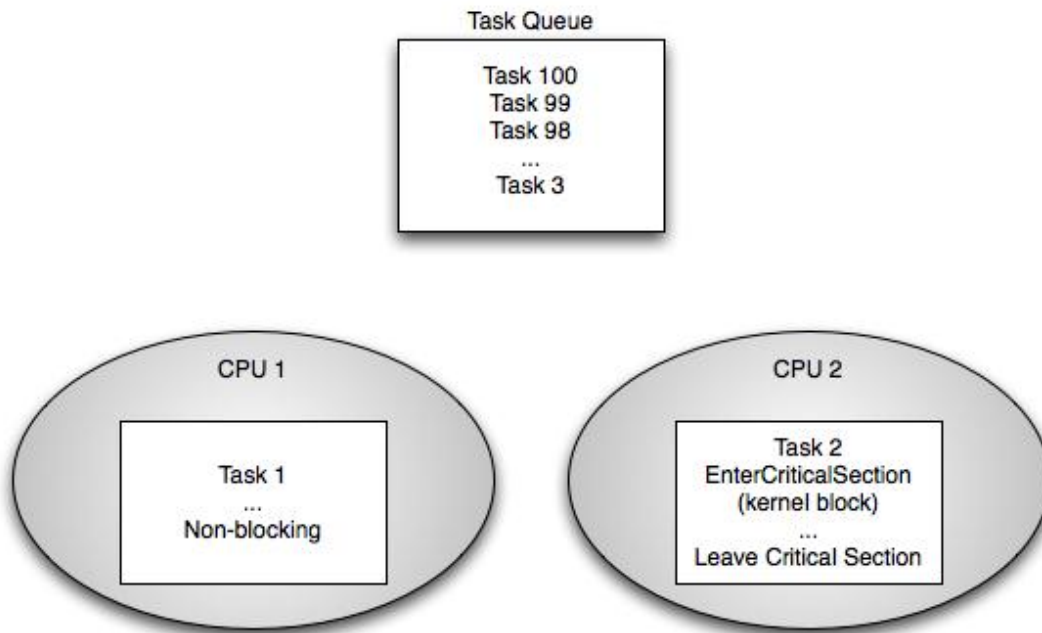 Task Queue
Task 100
Task 99
Task 98
...
Task 3
CPU 1
Task 1
...
Non-blocking
CPU 2
Task 2
EnterCriticalSection
(kernel block)
...
Leave Critical Section